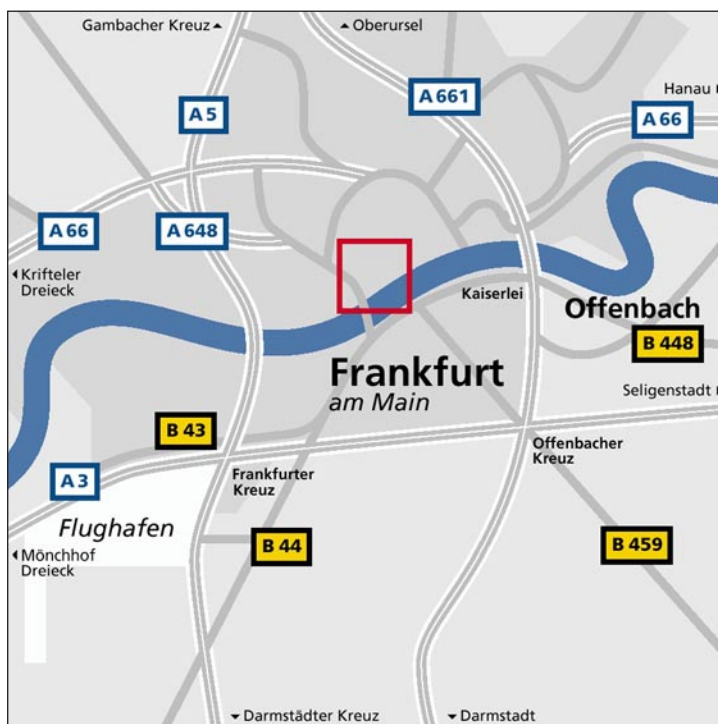 Gambacher Kreuz
Oberursel
Hanau
A 661
A 5
A 66
A 66
A 648
Krifteler
Dreieck
Kaiserlei
Offenbach
B 448
Frankfurt
am Main
Seligenstadt
B 43
Offenbacher
Kreuz
Frankfurter
Kreuz
A 3
Flughafen
B 44
B 459
Mönchhof
Dreieck
Darmstädter Kreuz
Darmstadt